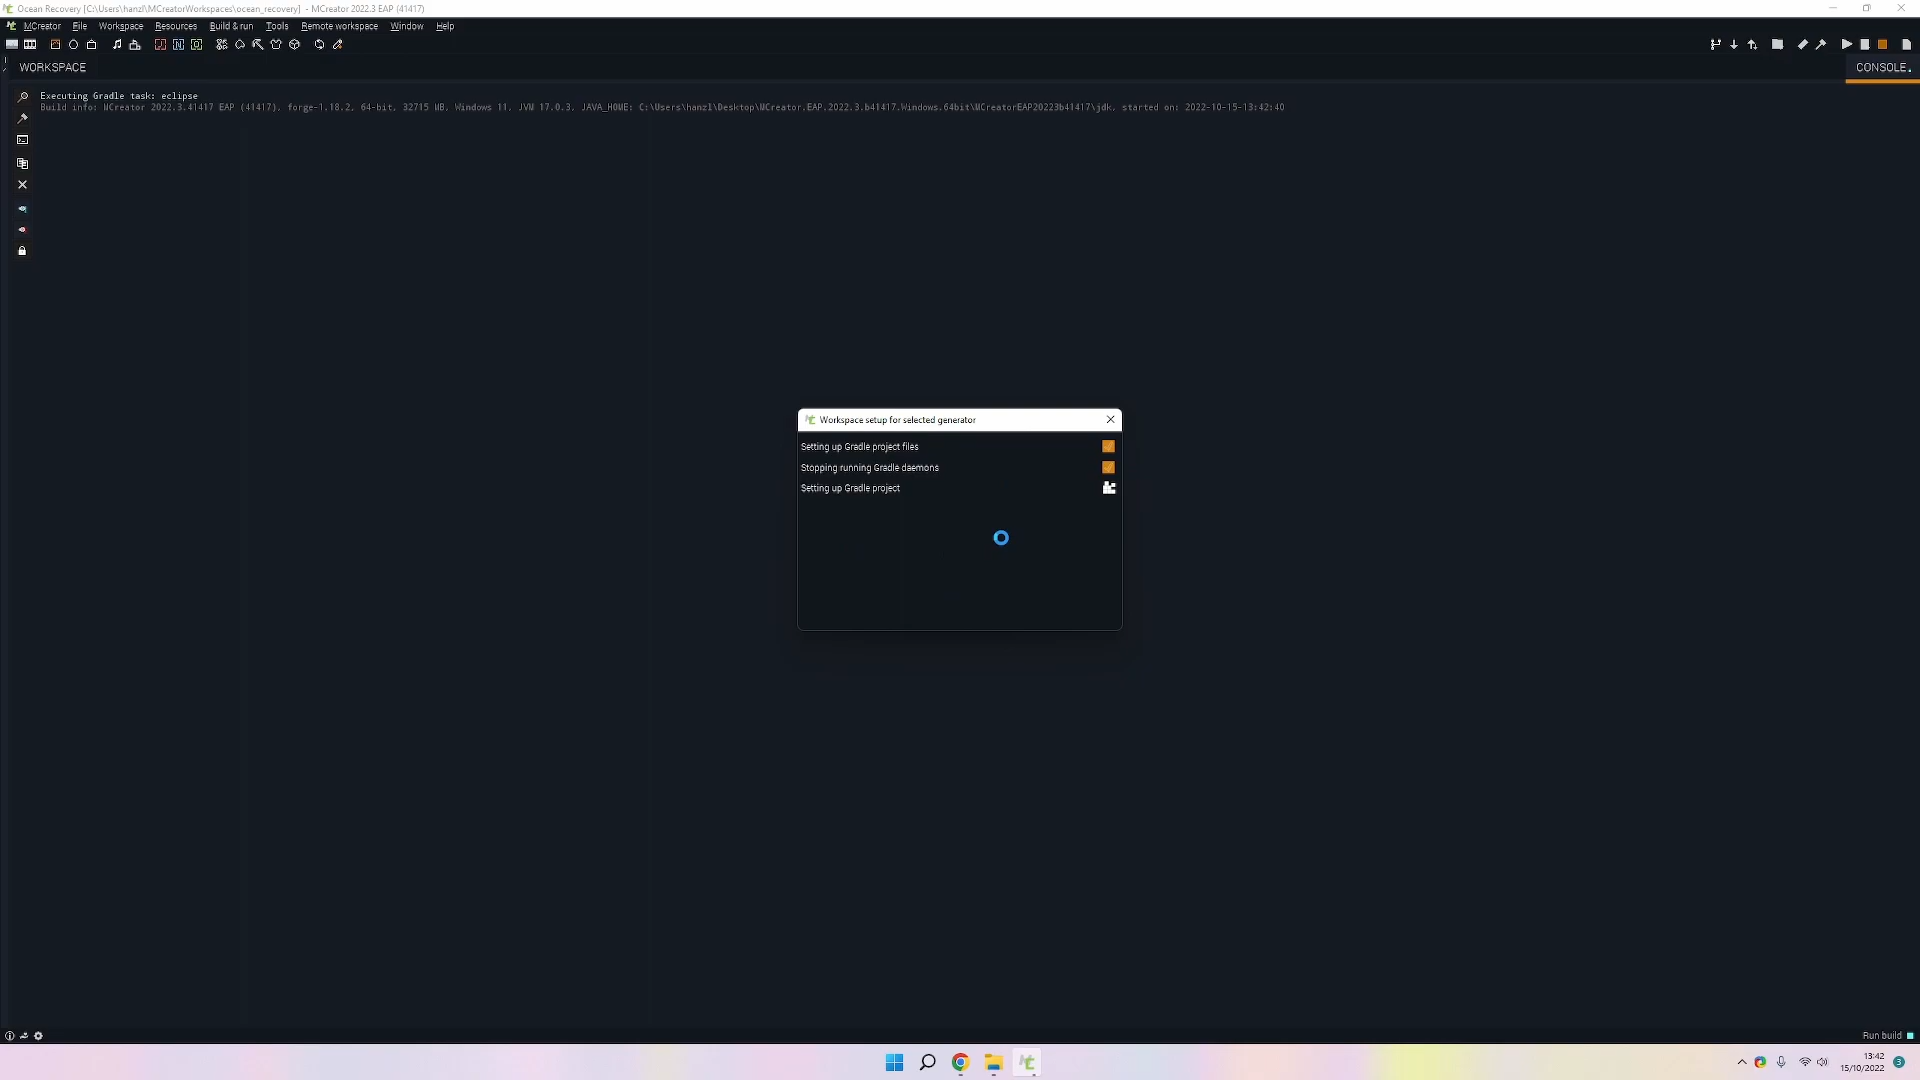 Ocean Recovery [C:\Users\hanzl\MCreatorWorkspaces\ocean_recovery] - MCreator 2022.3 EAP (41417)
MCreator File Workspace Resources Build & run Tools Remote workspace Window Help
WORKSPACE
CONSOLE
Executing Gradle task: eclipse
Build info: MCreator 2022.3.41417 EAP (41417), forge-1.18.2, 64-bit, 32715 MB, Windows 11, JVM 17.0.3, JAVA_HOME: C:\Users\hanzl\Desktop\MCreator.EAP.2022.3.b41417.Windows.64bit\MCreatorEAP20223b41417\jdk, started on: 2022-10-15-13:42:40
Workspace setup for selected generator
Setting up Gradle project files
Stopping running Gradle daemons
Setting up Gradle project
Run build
13:42
15/10/2022
3